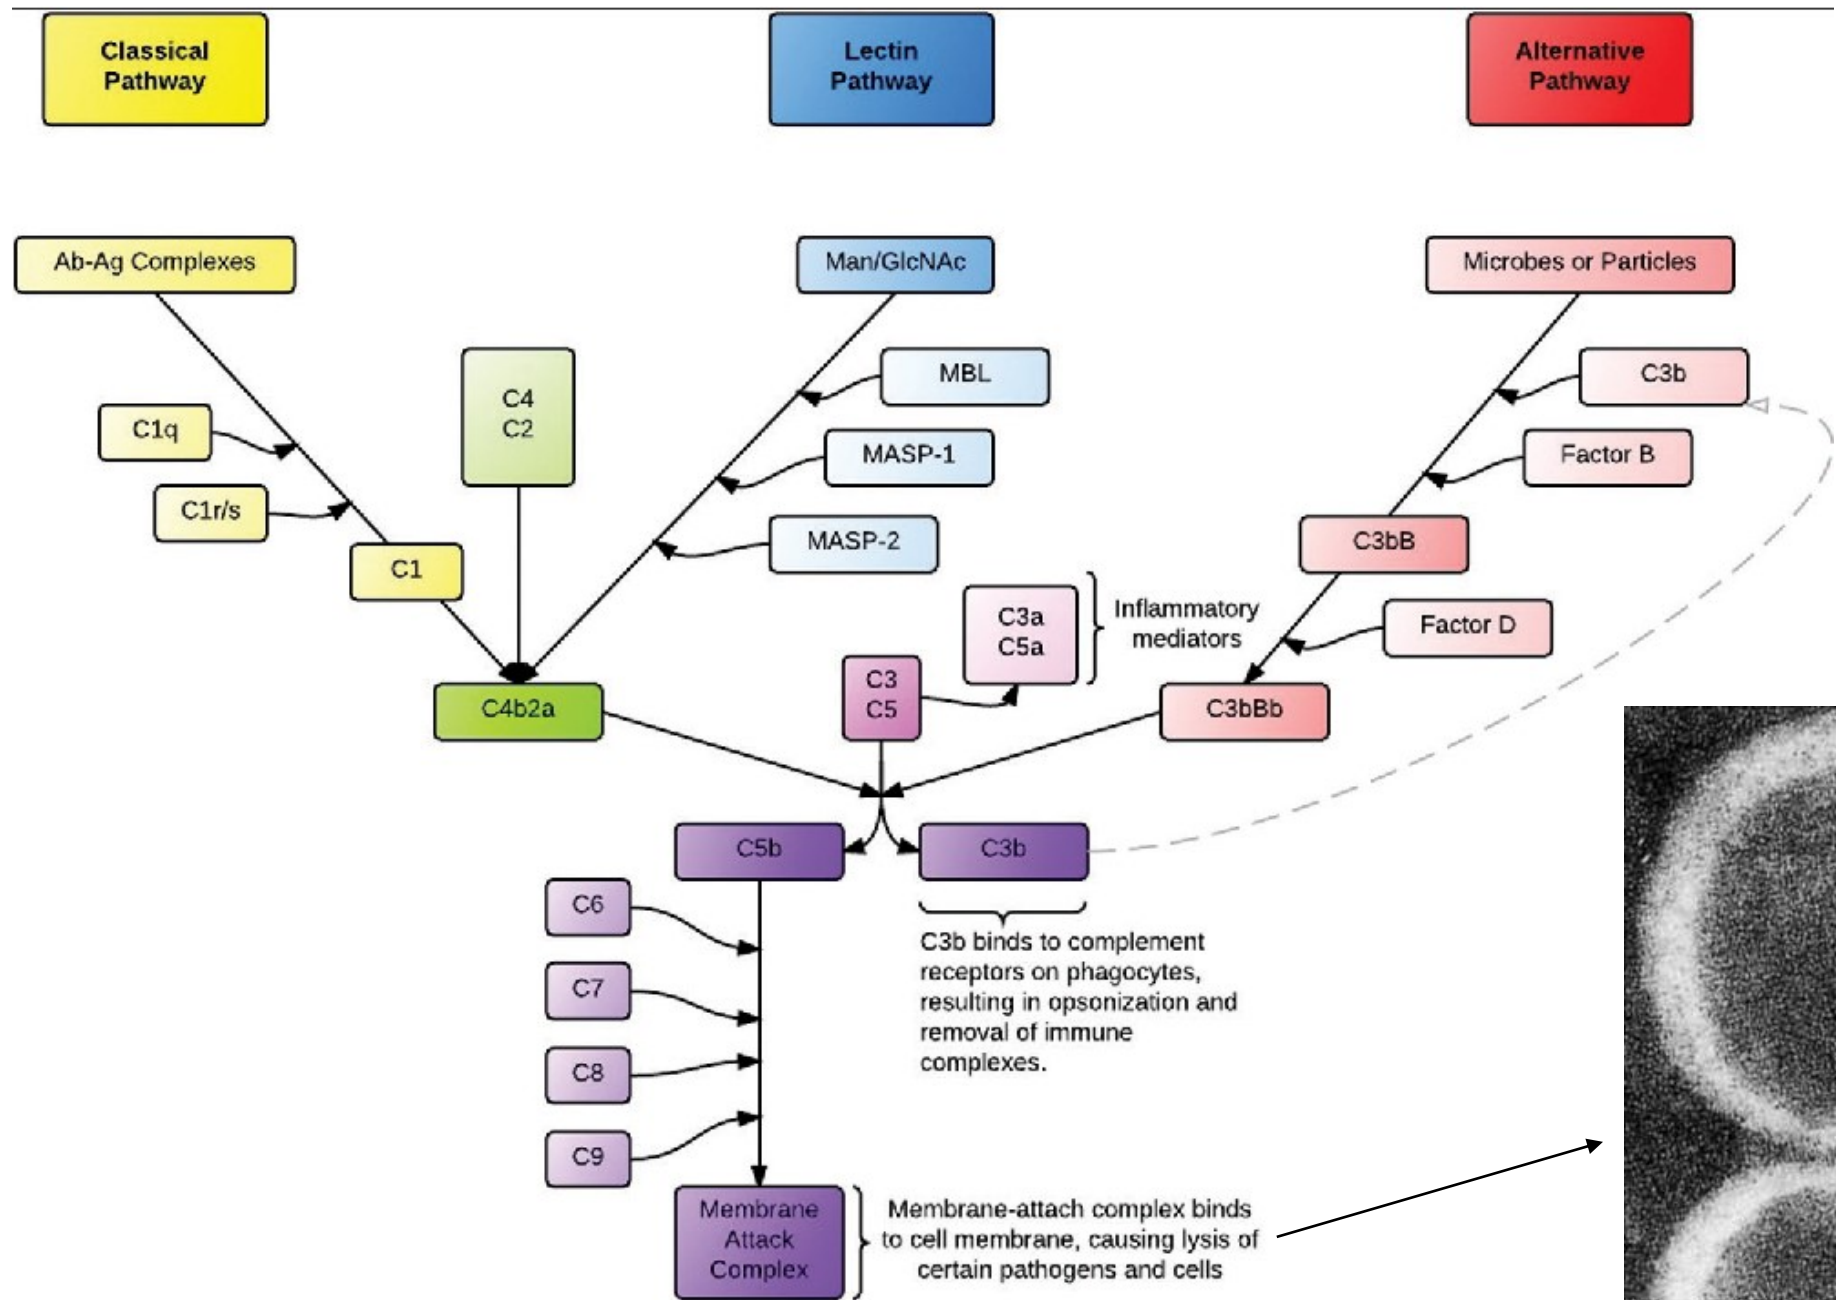 Classical
Pathway
Lectin
Pathway
Alternative
Pathway
Ab-Ag Complexes
Man/GlcNAc
Microbes or Particles
C4
C2
MBL
C3b
C1q
MASP-1
Factor B
C1r/s
MASP-2
C3bB
C1
C3a
C5a
Inflammatory
mediators
Factor D
C3
C5
C4b2a
C3bBb
C5b
C3b
C6
C7
C8
C9
C3b binds to complement
receptors on phagocytes,
resulting in opsonization and
removal of immune
complexes.
Membrane
Attack
Complex
Membrane-attach complex binds
to cell membrane, causing lysis of
certain pathogens and cells